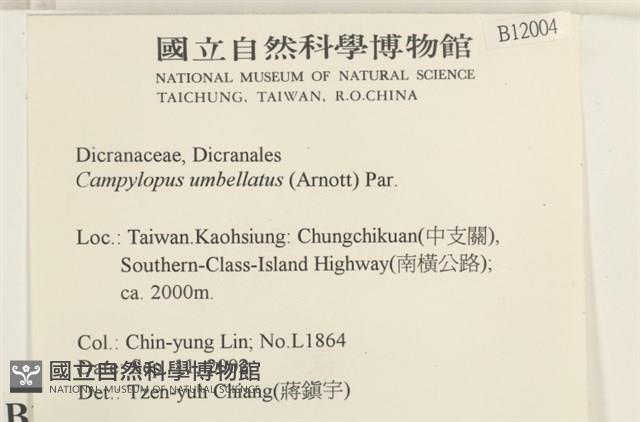 B12004
國立自然科學博物館
NATIONAL MUSEUM OF NATURAL SCIENCE
TAICHUNG, TAIWAN, R.O.CHINA
Dicranaceae, Dicranales
Campylopus umbellatus (Arnott) Par.
Loc.: Taiwan.Kaohsiung: Chungchikuan(中支關),
Southern-Class-Island Highway(南橫公路);
ca. 2000m.
Col.: Chin-yung Lin; No.L1864
國立自然科學博物館
NATIONAL MUSEUM OF NATURAL SCIENCE
Det.: Tzen-yuh Chiang(蔣鎭宇)